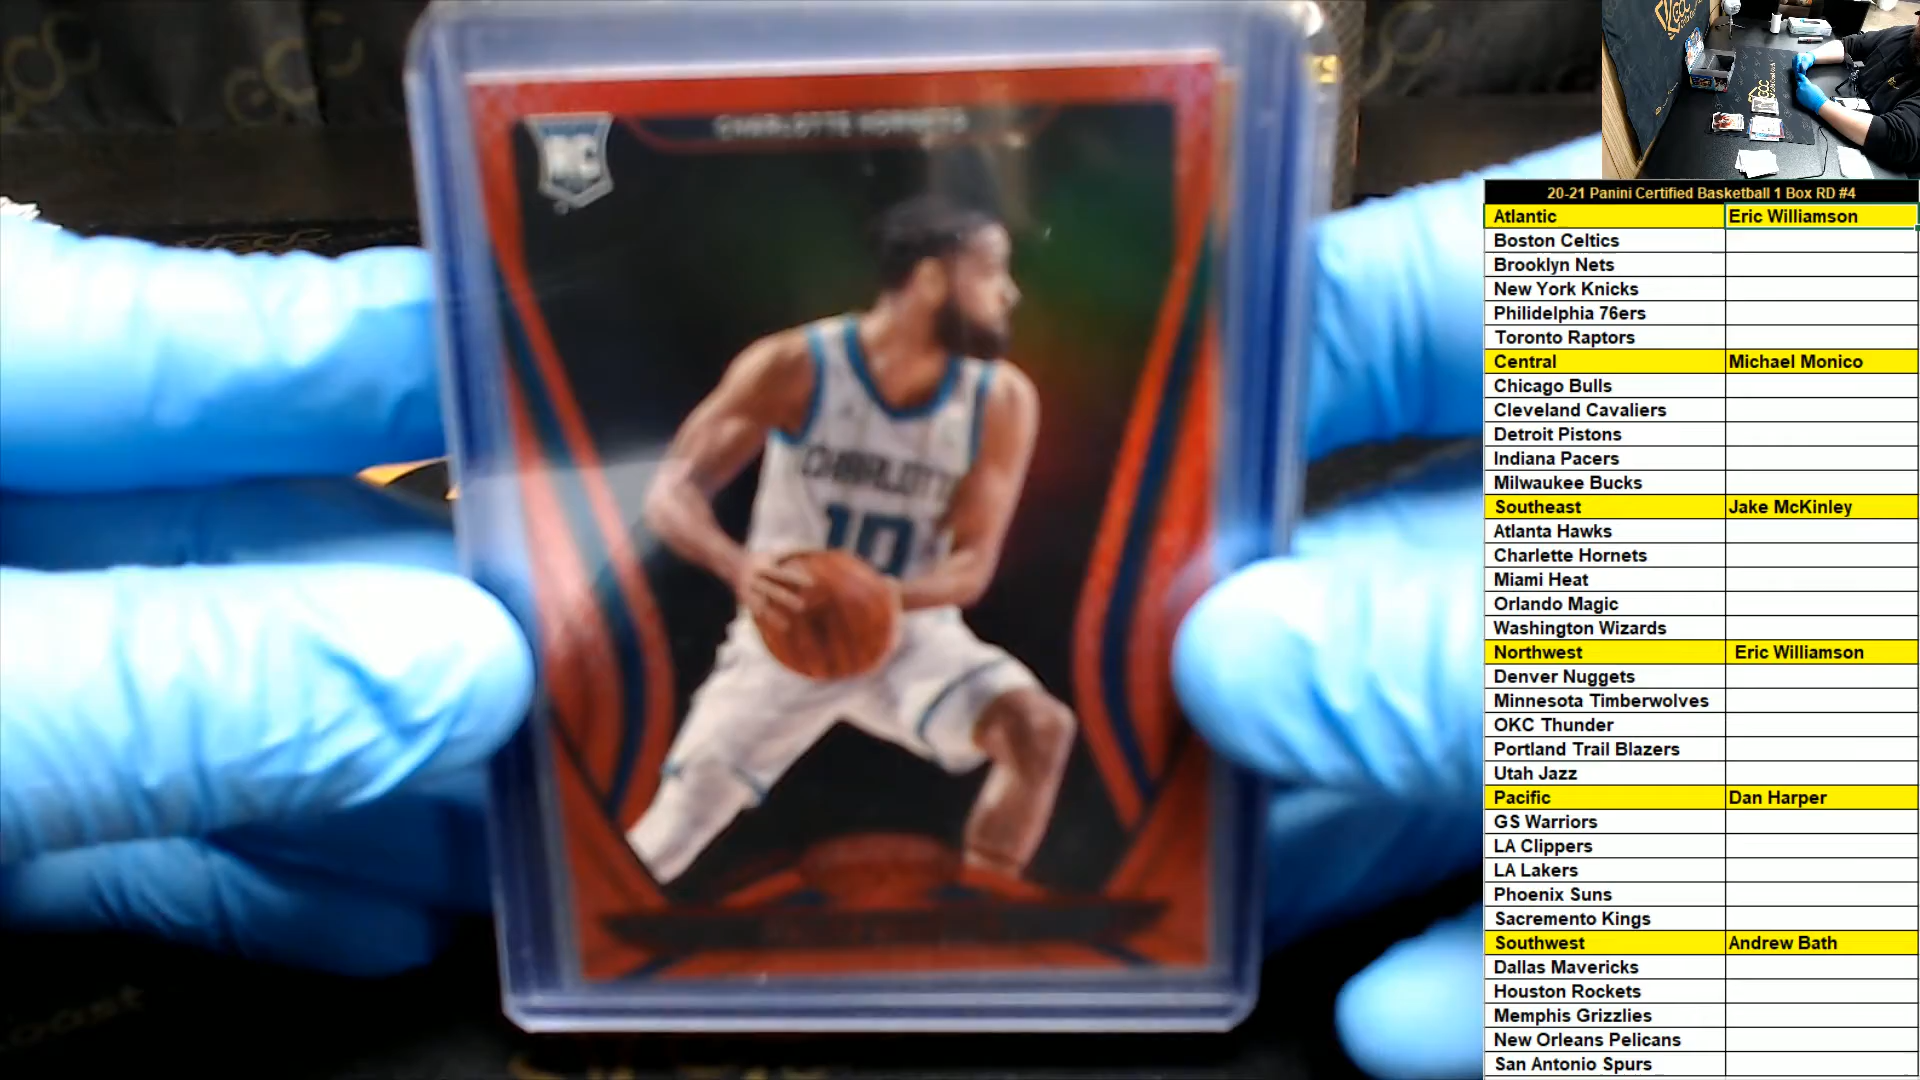 CHARLOTTE HORNETS
RC
CHARLOTTE
10
20-21 Panini Certified Basketball 1 Box RD #4
Atlantic Eric Williamson
Boston Celtics
Brooklyn Nets
New York Knicks
Philidelphia 76ers
Toronto Raptors
Central Michael Monico
Chicago Bulls
Cleveland Cavaliers
Detroit Pistons
Indiana Pacers
Milwaukee Bucks
Southeast Jake McKinley
Atlanta Hawks
Charlette Hornets
Miami Heat
Orlando Magic
Washington Wizards
Northwest Eric Williamson
Denver Nuggets
Minnesota Timberwolves
OKC Thunder
Portland Trail Blazers
Utah Jazz
Pacific Dan Harper
GS Warriors
LA Clippers
LA Lakers
Phoenix Suns
Sacremento Kings
Southwest Andrew Bath
Dallas Mavericks
Houston Rockets
Memphis Grizzlies
New Orleans Pelicans
San Antonio Spurs